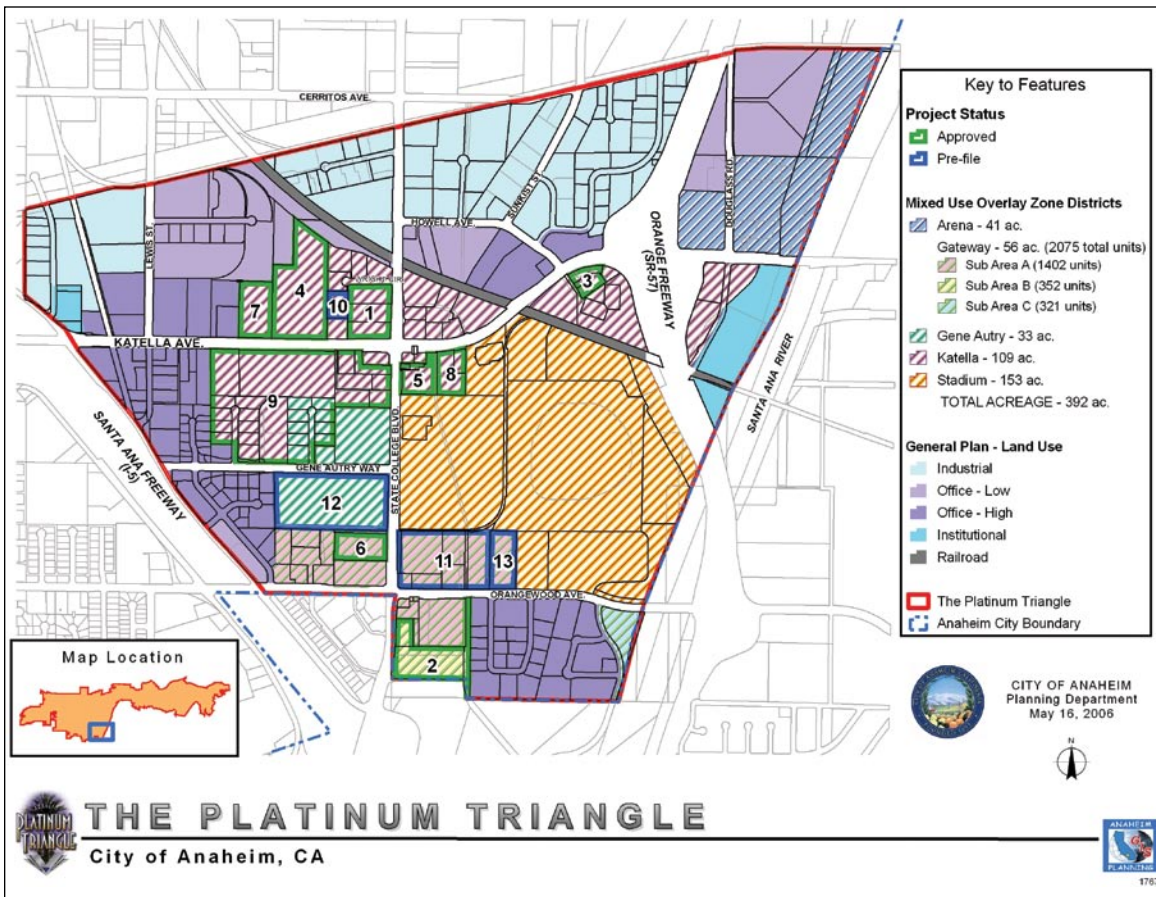 CERRITOS AVE.
LEWIS ST.
HOWELL AVE.
SUNKIST ST
DOUGLASS RD
ORANGE FREEWAY
(SR-57)
KATELLA AVE.
STATE COLLEGE BLVD.
SANTA ANA RIVER
SANTA ANA FREEWAY
(I-5)
GENE AUTRY WAY
ORANGEWOOD AVE.
7
4
10
1
3
5
8
9
12
6
11
13
2
Key to Features
Project Status
Approved
Pre-file
Mixed Use Overlay Zone Districts
Arena - 41 ac.
Gateway - 56 ac. (2075 total units)
Sub Area A (1402 units)
Sub Area B (352 units)
Sub Area C (321 units)
Gene Autry - 33 ac.
Katella - 109 ac.
Stadium - 153 ac.
TOTAL ACREAGE - 392 ac.
General Plan - Land Use
Industrial
Office - Low
Office - High
Institutional
Railroad
The Platinum Triangle
Anaheim City Boundary
Map Location
CITY OF ANAHEIM
Planning Department
May 16, 2006
N
PLATINUM
TRIANGLE
THE PLATINUM TRIANGLE
City of Anaheim, CA
ANAHEIM
PLANNING
1767